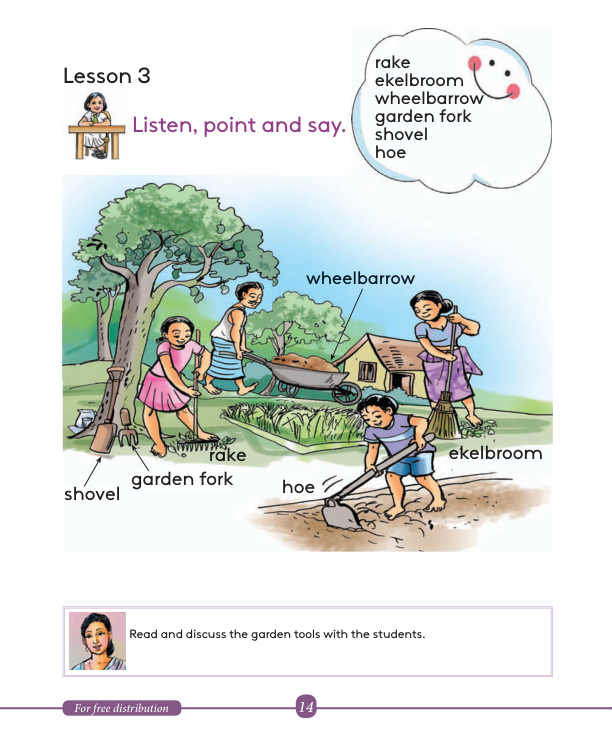 Lesson 3
Listen, point and say.
rake
ekelbroom
wheelbarrow
garden fork
shovel
hoe
wheelbarrow
rake
ekelbroom
garden fork
hoe
shovel
Read and discuss the garden tools with the students.
For free distribution
14